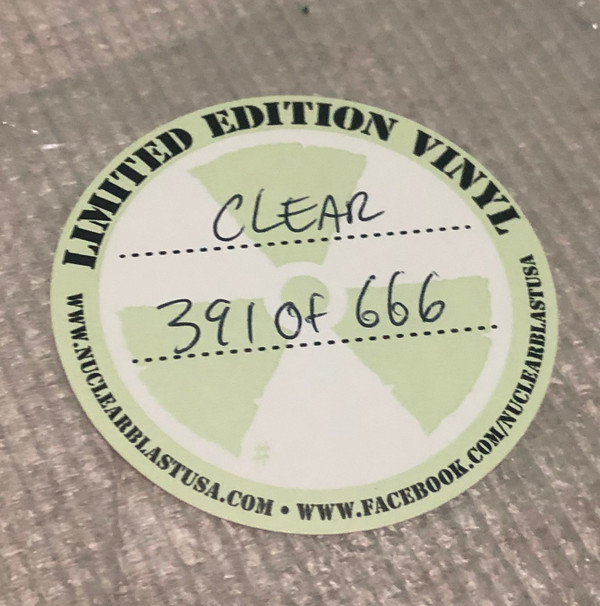 LIMITED EDITION VINYL
CLEAR
391 Of 666
#
WWW.NUCLEARBLASTUSA.COM • WWW.FACEBOOK.COM/NUCLEARBLASTUSA